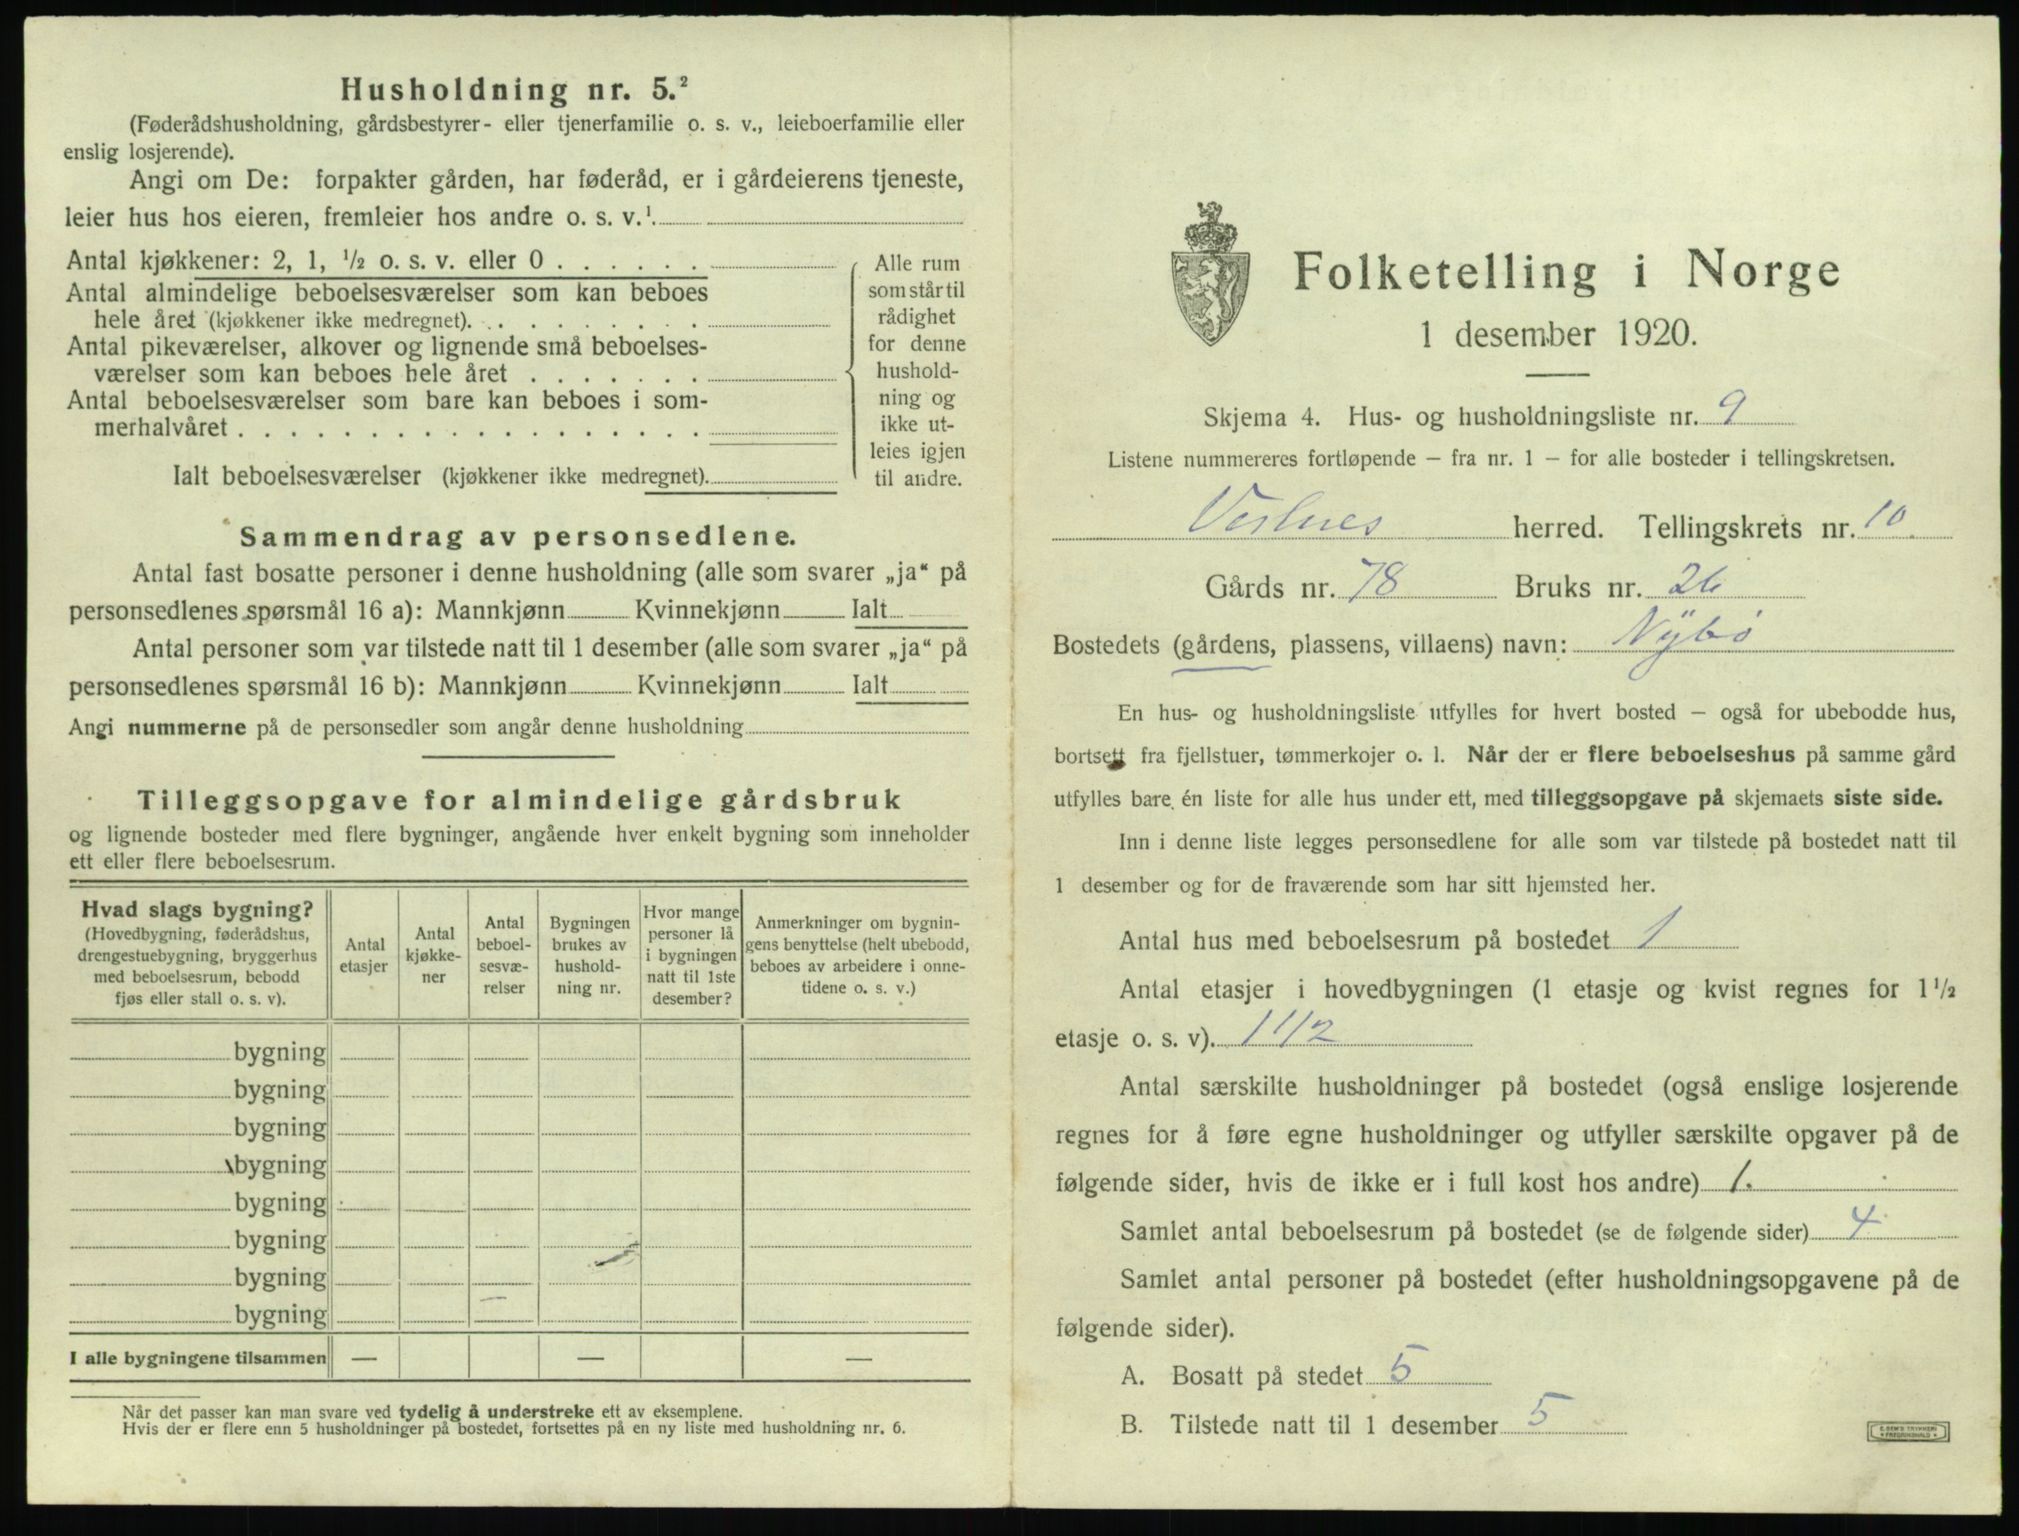 Husholdning nr. 5.²
(Føderådshusholdning, gårdsbestyrer- eller tjenerfamilie o. s. v., leieboerfamilie eller
enslig losjerende).
Angi om De: forpakter gården, har føderåd, er i gårdeierens tjeneste,
leier hus hos eieren, fremleier hos andre o. s. v.¹.
Antal kjøkkener: 2, 1, ½ o. s. v. eller 0 . . . . . .
Antal almindelige beboelsesværelser som kan beboes
hele året (kjøkkener ikke medregnet). . . . . . . . .
Antal pikeværelser, alkover og lignende små beboelses-
værelser som kan beboes hele året . . . . . . .
Antal beboelsesværelser som bare kan beboes i som-
merhalvåret . . . . . . . . . . . . . . . . . .
Ialt beboelsesværelser (kjøkkener ikke medregnet).
Alle rum
som står til
rådighet
for denne
hushold-
ning og
ikke ut-
leies igjen
til andre.
Sammendrag av personsedlene.
Antal fast bosatte personer i denne husholdning (alle som svarer „ja“ på
personsedlenes spørsmål 16 a): Mannkjønn Kvinnekjønn Ialt
Antal personer som var tilstede natt til 1 desember (alle som svarer „ja“ på
personsedlenes spørsmål 16 b): Mannkjønn Kvinnekjønn Ialt
Angi nummerne på de personsedler som angår denne husholdning
Tilleggsopgave for almindelige gårdsbruk
og lignende bosteder med flere bygninger, angående hver enkelt bygning som inneholder
ett eller flere beboelsesrum.
Hvad slags bygning?
(Hovedbygning, føderådshus,
drengestuebygning, bryggerhus
med beboelsesrum, bebodd
fjøs eller stall o. s. v).
Antal
etasjer
Antal
kjøkke-
ner
Antal
beboel-
sesvæ-
relser
Bygningen
brukes av
hushold-
ning nr.
Hvor mange
personer lå
i bygningen
natt til 1ste
desember?
Anmerkninger om bygnin-
gens benyttelse (helt ubebodd,
beboes av arbeidere i onne-
tidene o. s. v.)
bygning
bygning
bygning
bygning
bygning
bygning
bygning
bygning
I alle bygningene tilsammen — — —
Når det passer kan man svare ved tydelig å understreke ett av eksemplene.
Hvis der er flere enn 5 husholdninger på bostedet, fortsettes på en ny liste med husholdning nr. 6.
Folketelling i Norge
1 desember 1920.
Skjema 4. Hus- og husholdningsliste nr. 9
Listene nummereres fortløpende – fra nr. 1 – for alle bosteder i tellingskretsen.
Vestnes herred. Tellingskrets nr. 10
Gårds nr. 78 Bruks nr. 26
Bostedets (gårdens, plassens, villaens) navn: Nybø
En hus- og husholdningsliste utfylles for hvert bosted – også for ubebodde hus,
bortsett fra fjellstuer, tømmerkojer o. l. Når der er flere beboelseshus på samme gård
utfylles bare én liste for alle hus under ett, med tilleggsopgave på skjemaets siste side.
Inn i denne liste legges personsedlene for alle som var tilstede på bostedet natt til
1 desember og for de fraværende som har sitt hjemsted her.
Antal hus med beboelsesrum på bostedet 1
Antal etasjer i hovedbygningen (1 etasje og kvist regnes for 1½
etasje o. s. v). 1 1/2
Antal særskilte husholdninger på bostedet (også enslige losjerende
regnes for å føre egne husholdninger og utfyller særskilte opgaver på de
følgende sider, hvis de ikke er i full kost hos andre) 1.
Samlet antal beboelsesrum på bostedet (se de følgende sider) 4
Samlet antal personer på bostedet (efter husholdningsopgavene på de
følgende sider).
A. Bosatt på stedet 5
B. Tilstede natt til 1 desember 5